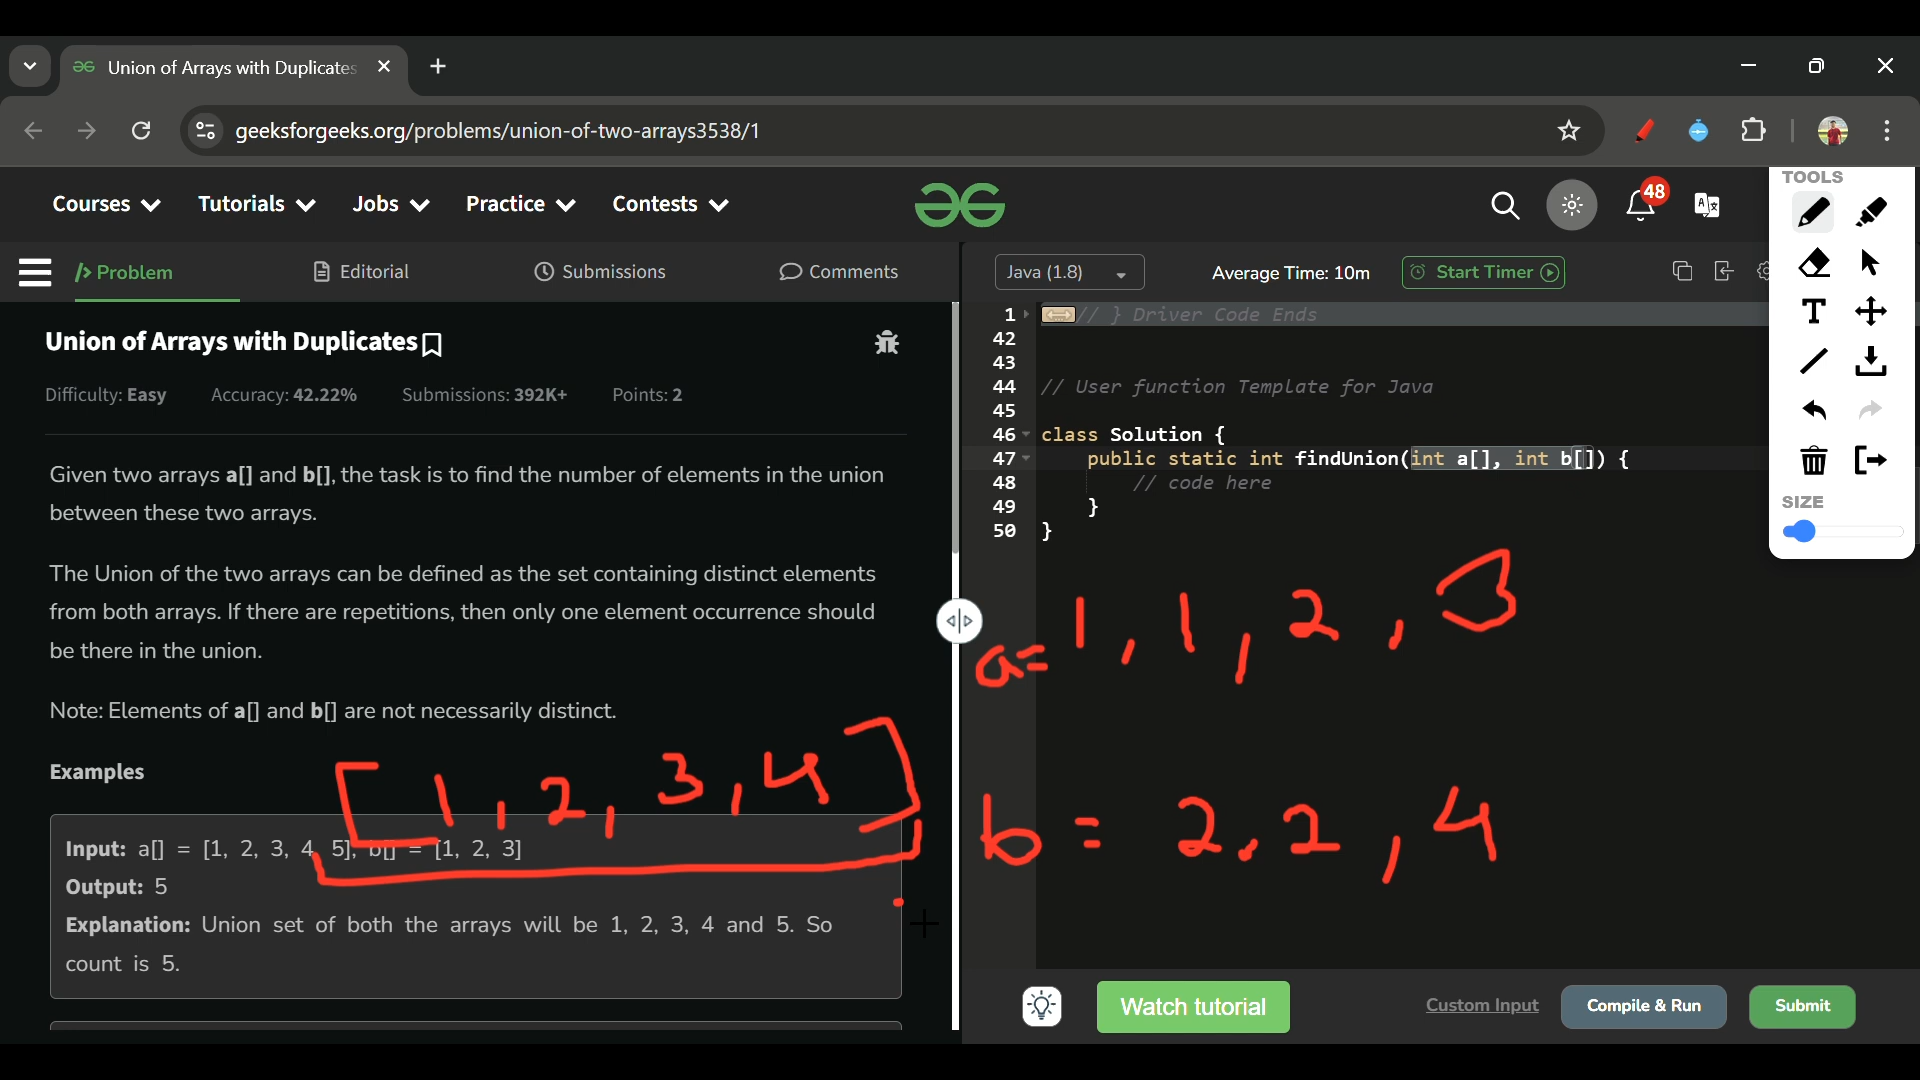 Union of Arrays with Duplicates
geeksforgeeks.org/problems/union-of-two-arrays3538/1
TOOLS
Courses Tutorials Jobs Practice Contests
48
Problem Editorial Submissions Comments
Java (1.8) Average Time: 10m Start Timer
T
SIZE
Union of Arrays with Duplicates
Difficulty: Easy Accuracy: 42.22% Submissions: 392K+ Points: 2
Given two arrays a[] and b[], the task is to find the number of elements in the union
between these two arrays.
The Union of the two arrays can be defined as the set containing distinct elements
from both arrays. If there are repetitions, then only one element occurrence should
be there in the union.
Note: Elements of a[] and b[] are not necessarily distinct.
Examples
[1, 2, 3, 4]
Input: a[] = [1, 2, 3, 4, 5], b[] = [1, 2, 3]
Output: 5
Explanation: Union set of both the arrays will be 1, 2, 3, 4 and 5. So
count is 5.
1 // } Driver Code Ends
42
43
44 // User function Template for Java
45
46 class Solution {
47 public static int findUnion(int a[], int b[]) {
48 // code here
49 }
50 }
a= 1, 1, 2, 3
b = 2, 2, 4
Watch tutorial Custom Input Compile & Run Submit